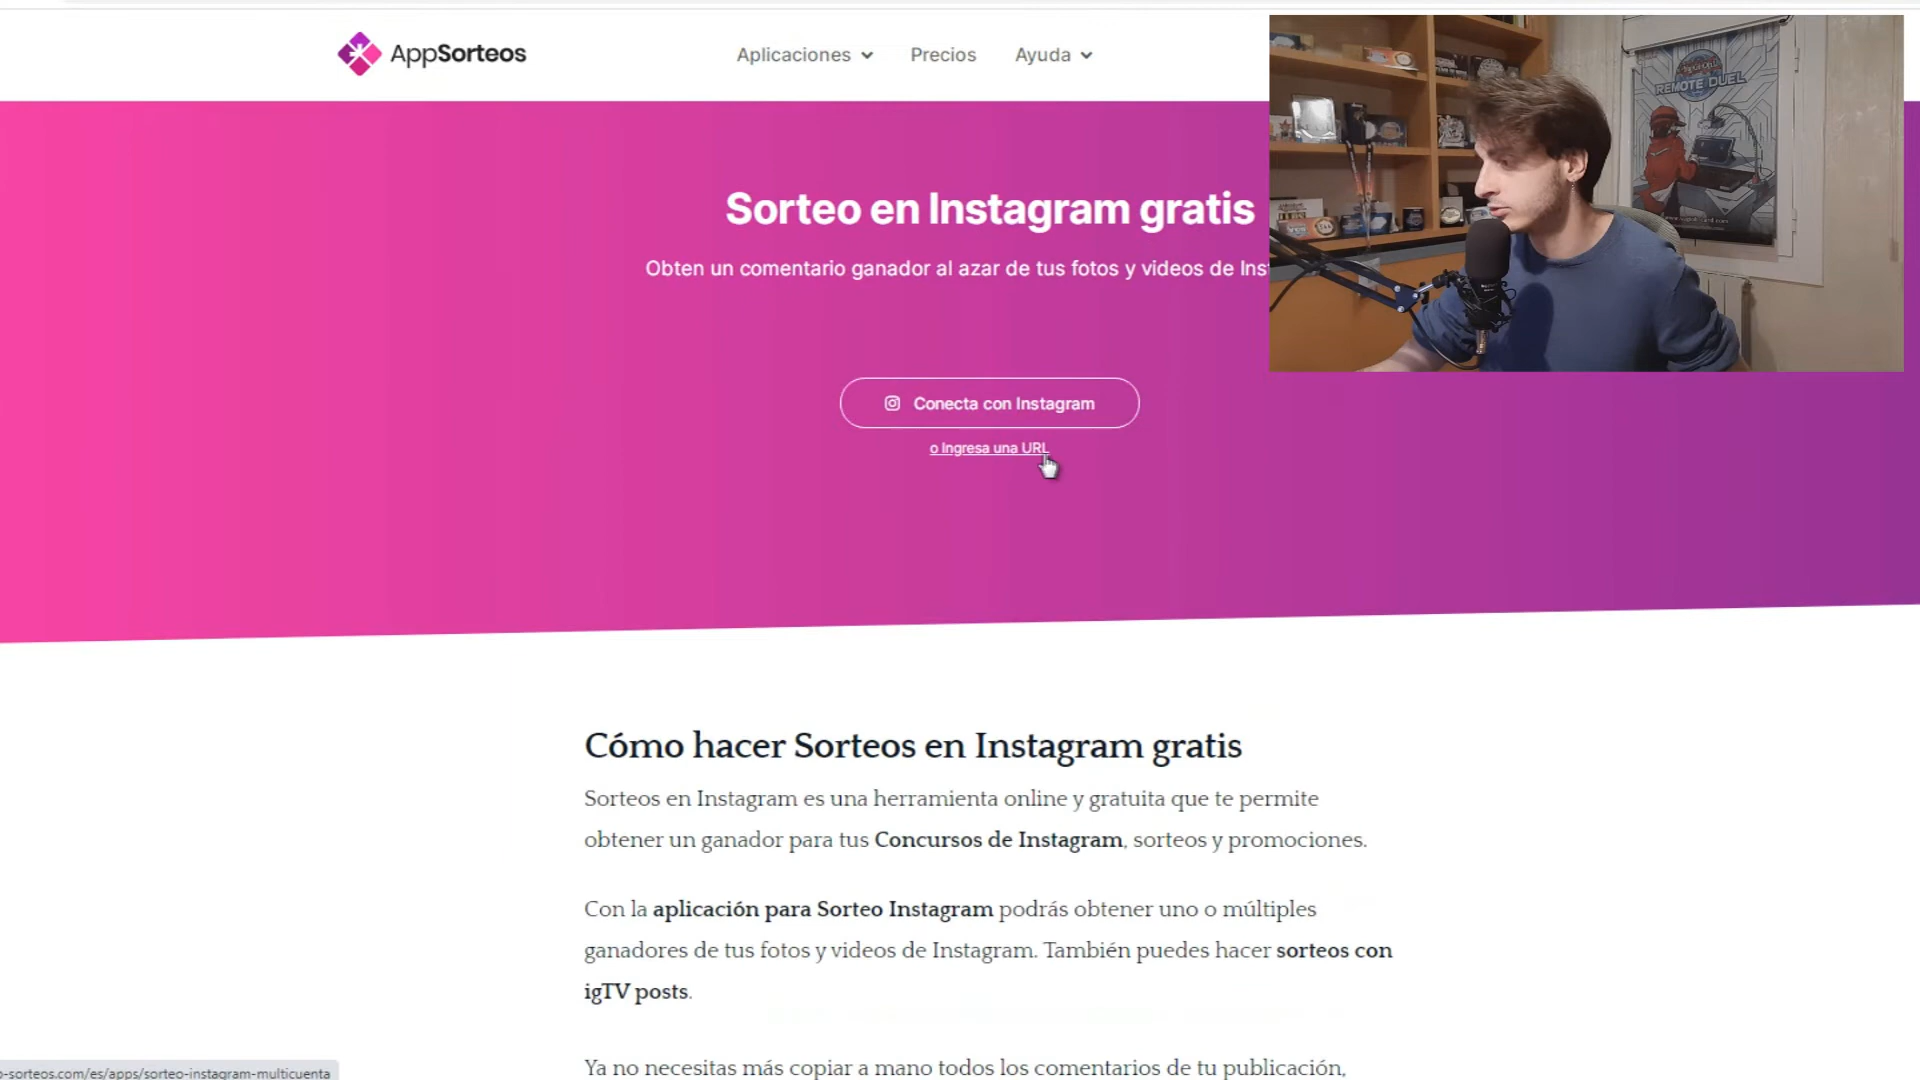 AppSorteos
Aplicaciones
Precios
Ayuda
REMOTE DUEL
Sorteo en Instagram gratis
Obten un comentario ganador al azar de tus fotos y videos de Ins
Conecta con Instagram
o Ingresa una URL
Cómo hacer Sorteos en Instagram gratis
Sorteos en Instagram es una herramienta online y gratuita que te permite
obtener un ganador para tus Concursos de Instagram, sorteos y promociones.
Con la aplicación para Sorteo Instagram podrás obtener uno o múltiples
ganadores de tus fotos y videos de Instagram. También puedes hacer sorteos con
igTV posts.
Ya no necesitas más copiar a mano todos los comentarios de tu publicación,
-sorteos.com/es/apps/sorteo-instagram-multicuenta